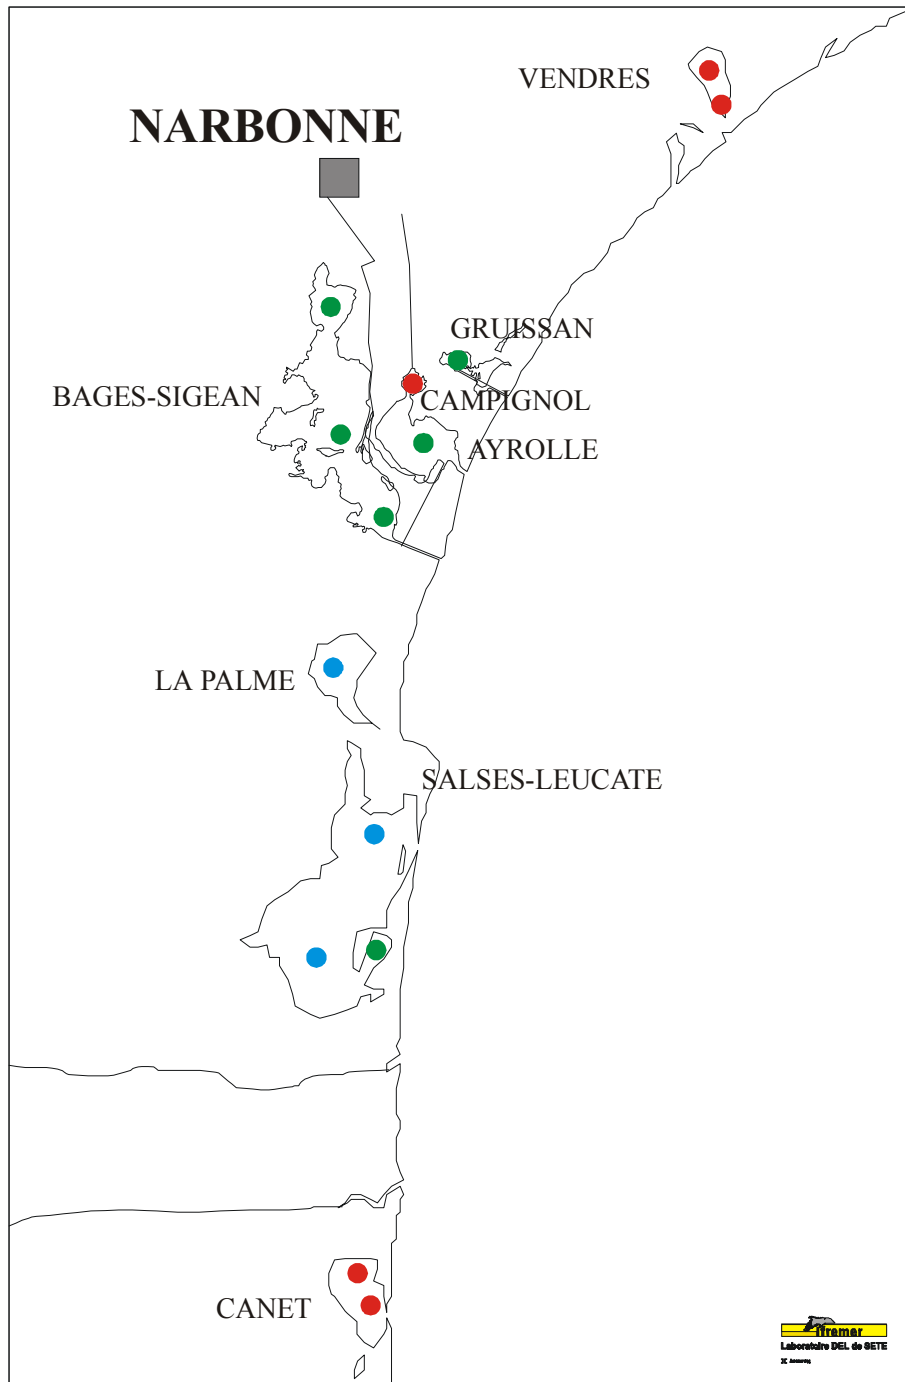 VENDRES
NARBONNE
GRUISSAN
BAGES-SIGEAN
CAMPIGNOL
AYROLLE
LA PALME
SALSES-LEUCATE
CANET
Ifremer
Laboratoire DEL de SETE